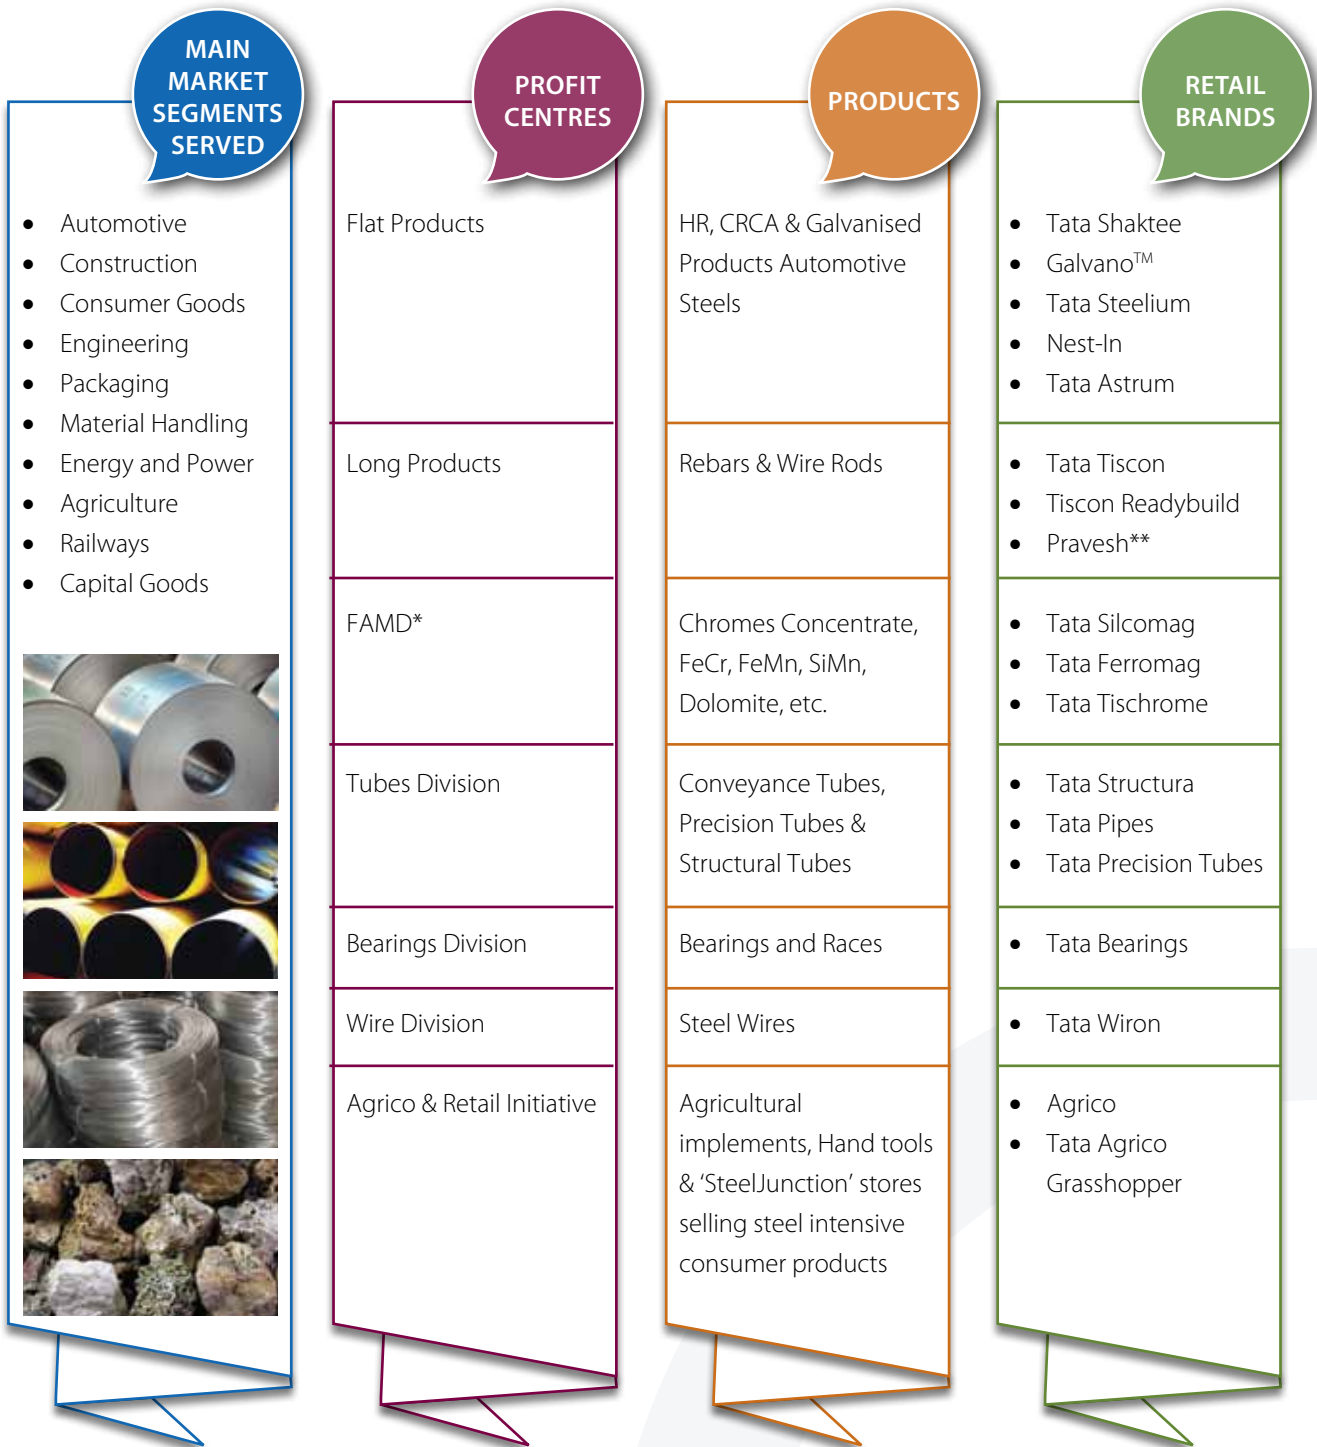 MAIN
MARKET
SEGMENTS
SERVED
• Automotive
• Construction
• Consumer Goods
• Engineering
• Packaging
• Material Handling
• Energy and Power
• Agriculture
• Railways
• Capital Goods
PROFIT
CENTRES
Flat Products
Long Products
FAMD*
Tubes Division
Bearings Division
Wire Division
Agrico & Retail Initiative
PRODUCTS
HR, CRCA & Galvanised
Products Automotive
Steels
Rebars & Wire Rods
Chromes Concentrate,
FeCr, FeMn, SiMn,
Dolomite, etc.
Conveyance Tubes,
Precision Tubes &
Structural Tubes
Bearings and Races
Steel Wires
Agricultural
implements, Hand tools
& ‘SteelJunction’ stores
selling steel intensive
consumer products
RETAIL
BRANDS
• Tata Shaktee
• Galvano™
• Tata Steelium
• Nest-In
• Tata Astrum
• Tata Tiscon
• Tiscon Readybuild
• Pravesh**
• Tata Silcomag
• Tata Ferromag
• Tata Tischrome
• Tata Structura
• Tata Pipes
• Tata Precision Tubes
• Tata Bearings
• Tata Wiron
• Agrico
• Tata Agrico
Grasshopper